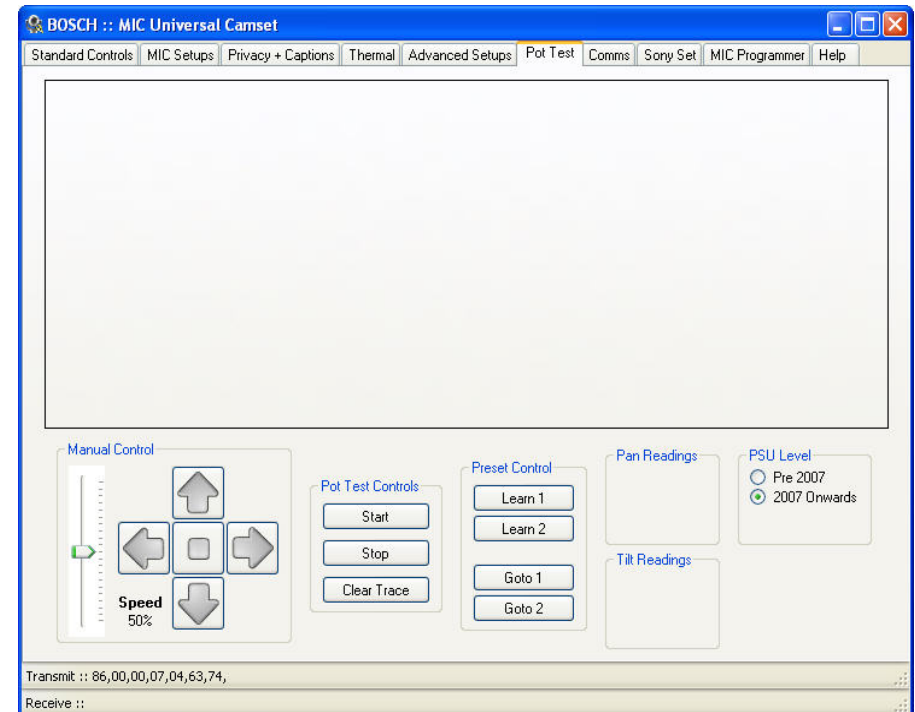 BOSCH :: MIC Universal Camset
Standard Controls MIC Setups Privacy + Captions Thermal Advanced Setups Pot Test Comms Sony Set MIC Programmer Help
Manual Control
Speed
50%
Pot Test Controls
Start
Stop
Clear Trace
Preset Control
Learn 1
Learn 2
Goto 1
Goto 2
Pan Readings
Tilt Readings
PSU Level
Pre 2007
2007 Onwards
Transmit :: 86,00,00,07,04,63,74,
Receive ::